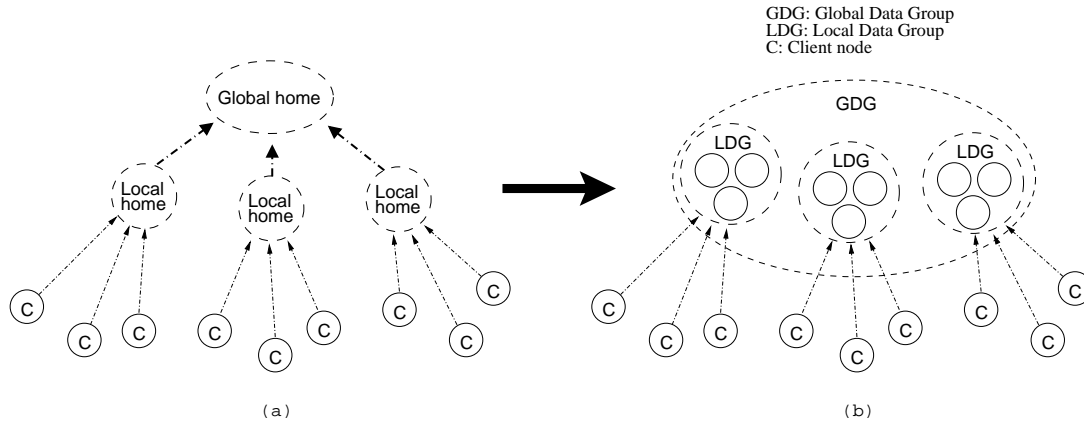 GDG: Global Data Group
LDG: Local Data Group
C: Client node
Global home
Local
home
Local
home
Local
home
C
C
C
C
C
C
C
C
C
(a)
GDG
LDG
LDG
LDG
C
C
C
C
C
C
C
C
C
(b)